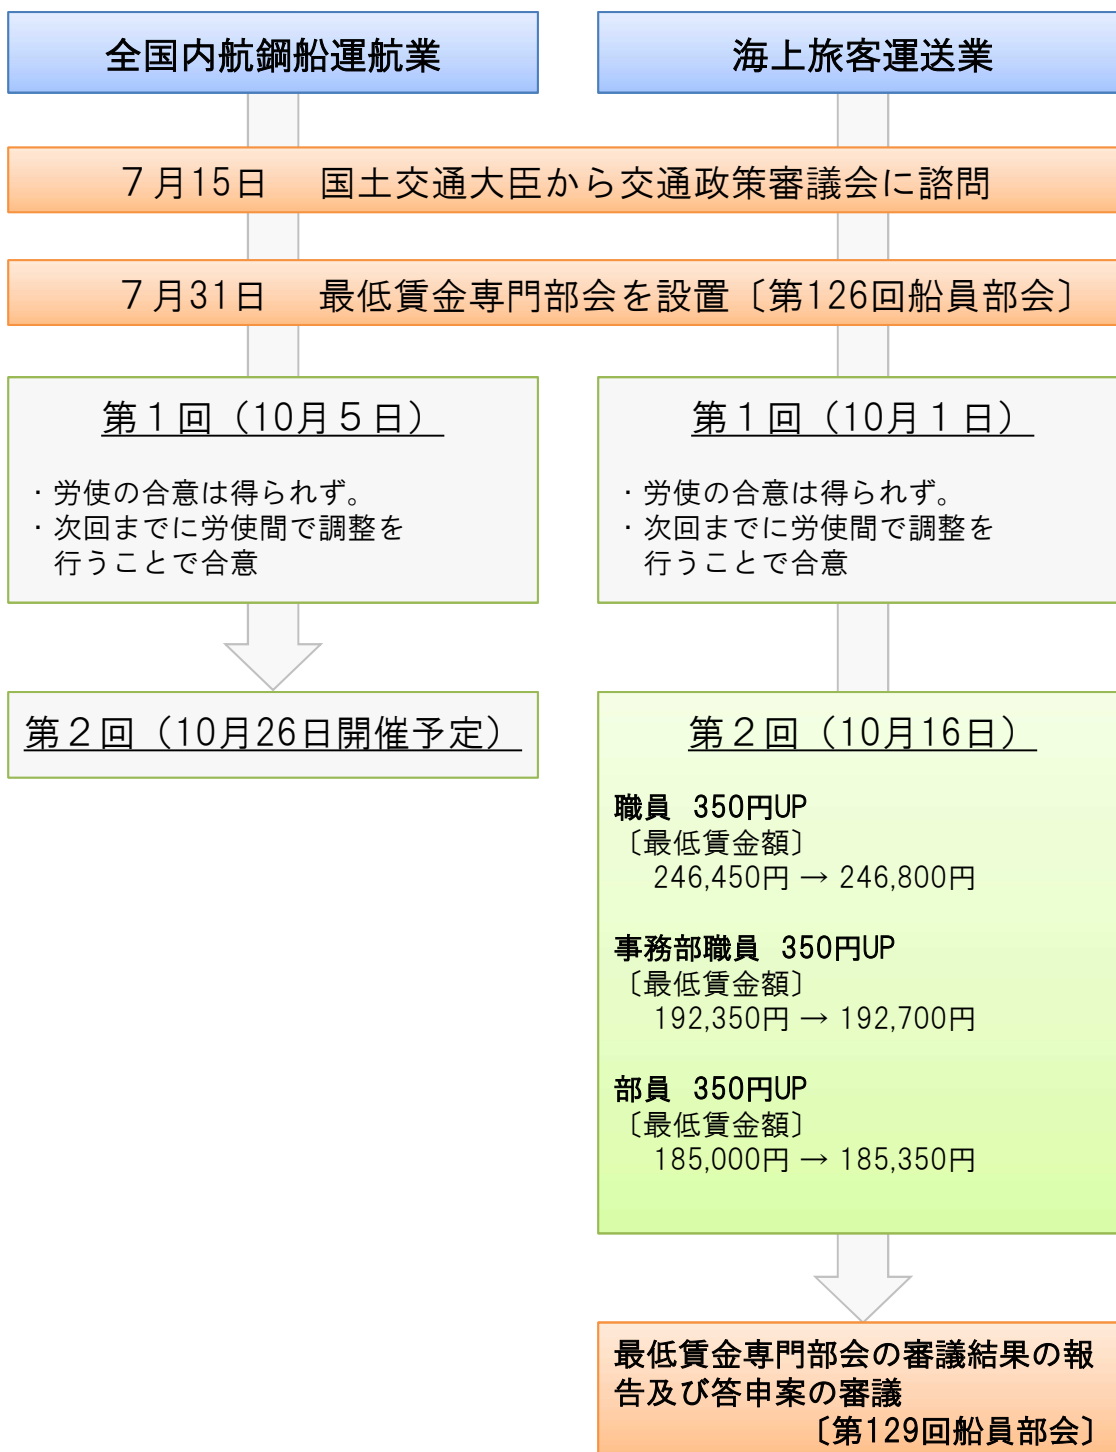 全国内航鋼船運航業
海上旅客運送業
７月15日　国土交通大臣から交通政策審議会に諮問
７月31日　最低賃金専門部会を設置〔第126回船員部会〕
第１回（10月５日）
・労使の合意は得られず。
・次回までに労使間で調整を
行うことで合意
第２回（10月26日開催予定）
第１回（10月１日）
・労使の合意は得られず。
・次回までに労使間で調整を
行うことで合意
第２回（10月16日）
職員　350円UP
〔最低賃金額〕
246,450円 → 246,800円
事務部職員　350円UP
〔最低賃金額〕
192,350円 → 192,700円
部員　350円UP
〔最低賃金額〕
185,000円 → 185,350円
最低賃金専門部会の審議結果の報
告及び答申案の審議
〔第129回船員部会〕